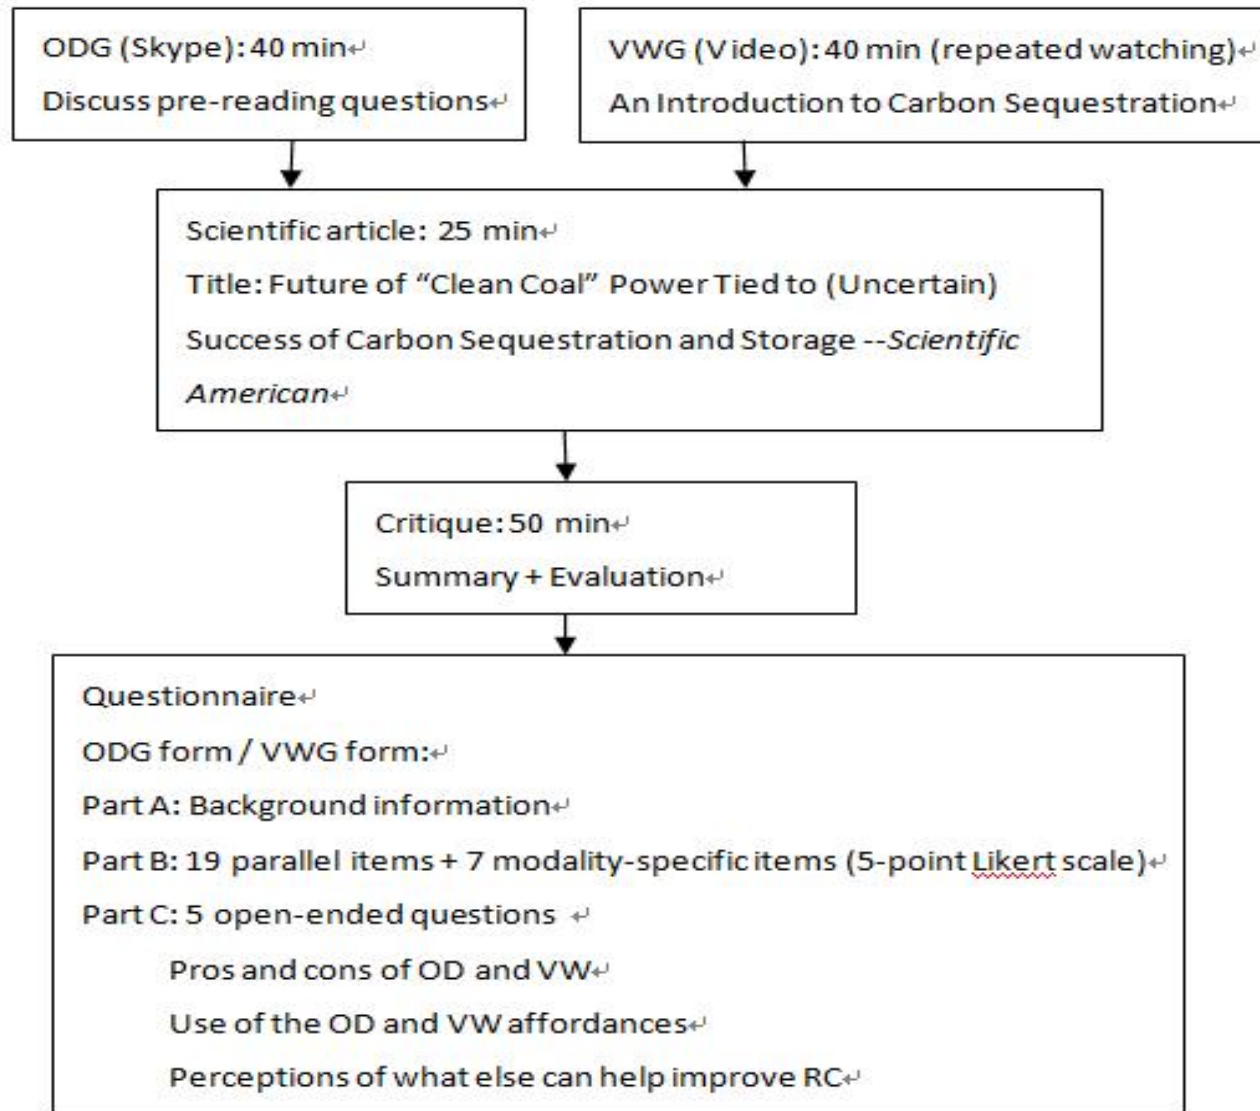 ODG (Skype): 40 min↵
Discuss pre-reading questions↵
VWG (Video): 40 min (repeated watching)↵
An Introduction to Carbon Sequestration↵
Scientific article: 25 min↵
Title: Future of “Clean Coal” Power Tied to (Uncertain)
Success of Carbon Sequestration and Storage --Scientific
American↵
Critique: 50 min↵
Summary + Evaluation↵
Questionnaire↵
ODG form / VWG form:↵
Part A: Background information↵
Part B: 19 parallel items + 7 modality-specific items (5-point Likert scale)↵
Part C: 5 open-ended questions ↵
Pros and cons of OD and VW↵
Use of the OD and VW affordances↵
Perceptions of what else can help improve RC↵